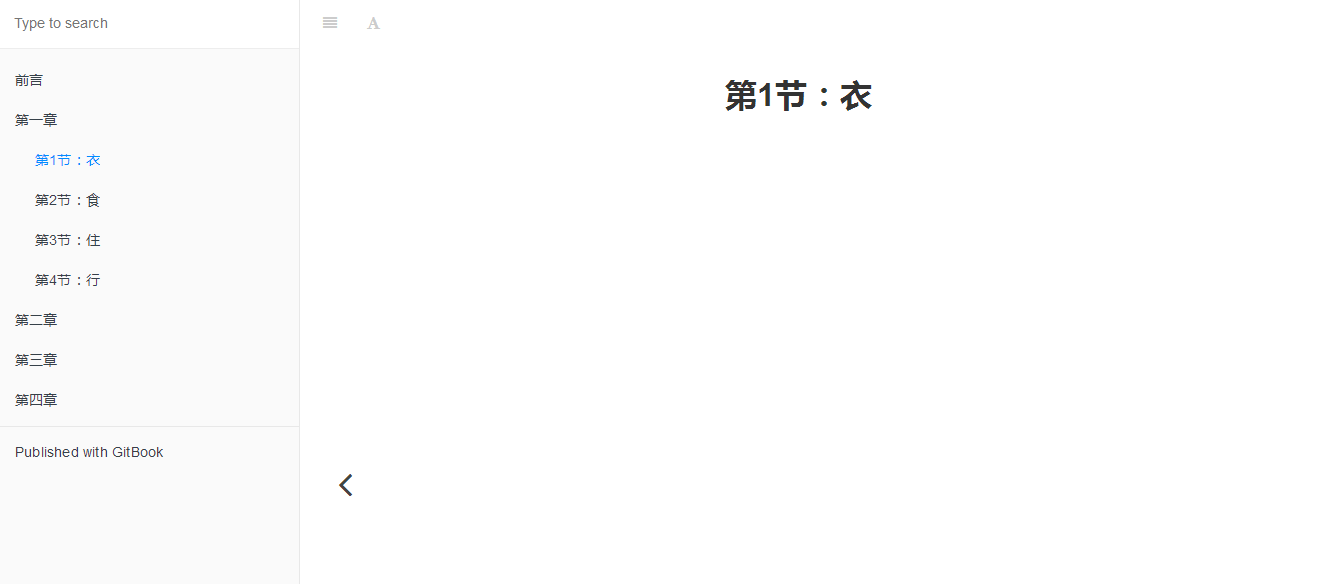 Type to search
A
前言
第一章
第1节：衣
第2节：食
第3节：住
第4节：行
第二章
第三章
第四章
Published with GitBook
第1节：衣